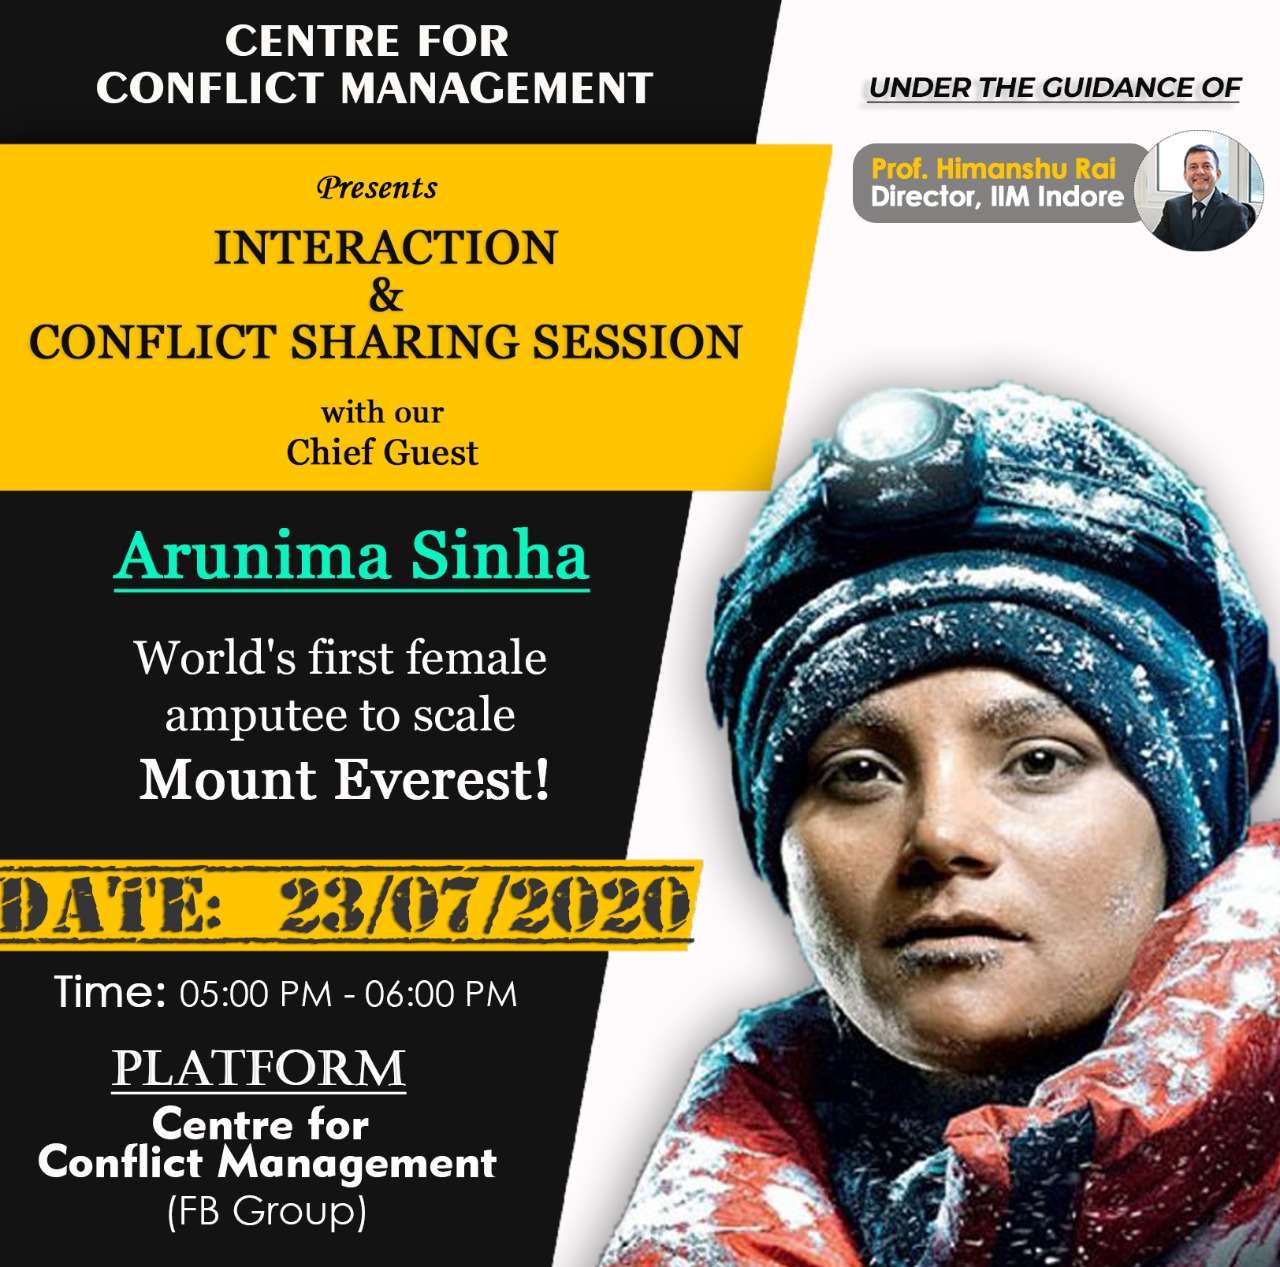 CENTRE FOR
CONFLICT MANAGEMENT
UNDER THE GUIDANCE OF
Prof. Himanshu Rai
Director, IIM Indore
Presents
INTERACTION
&
CONFLICT SHARING SESSION
with our
Chief Guest
Arunima Sinha
World's first female
amputee to scale
Mount Everest!
DATE: 23/07/2020
Time: 05:00 PM - 06:00 PM
PLATFORM
Centre for
Conflict Management
(FB Group)